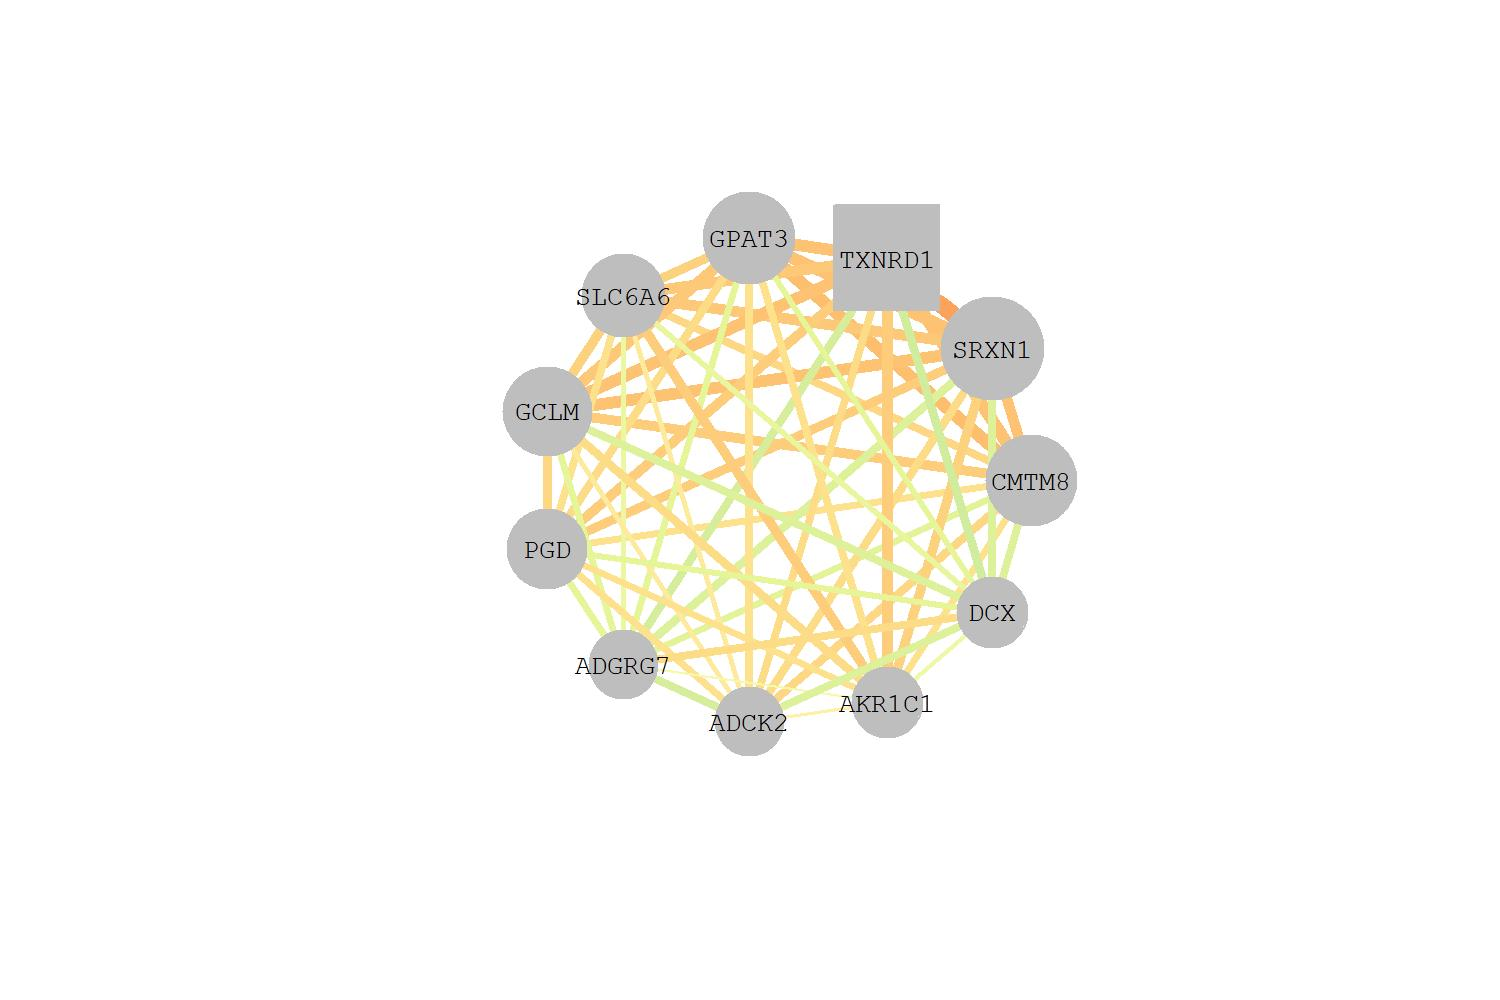 GPAT3
TXNRD1
SLC6A6
SRXN1
GCLM
CMTM8
PGD
DCX
ADGRG7
AKR1C1
ADCK2